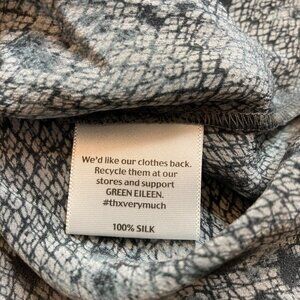 We'd like our clothes back.
Recycle them at our
stores and support
GREEN EILEEN.
#thxverymuch
100% SILK